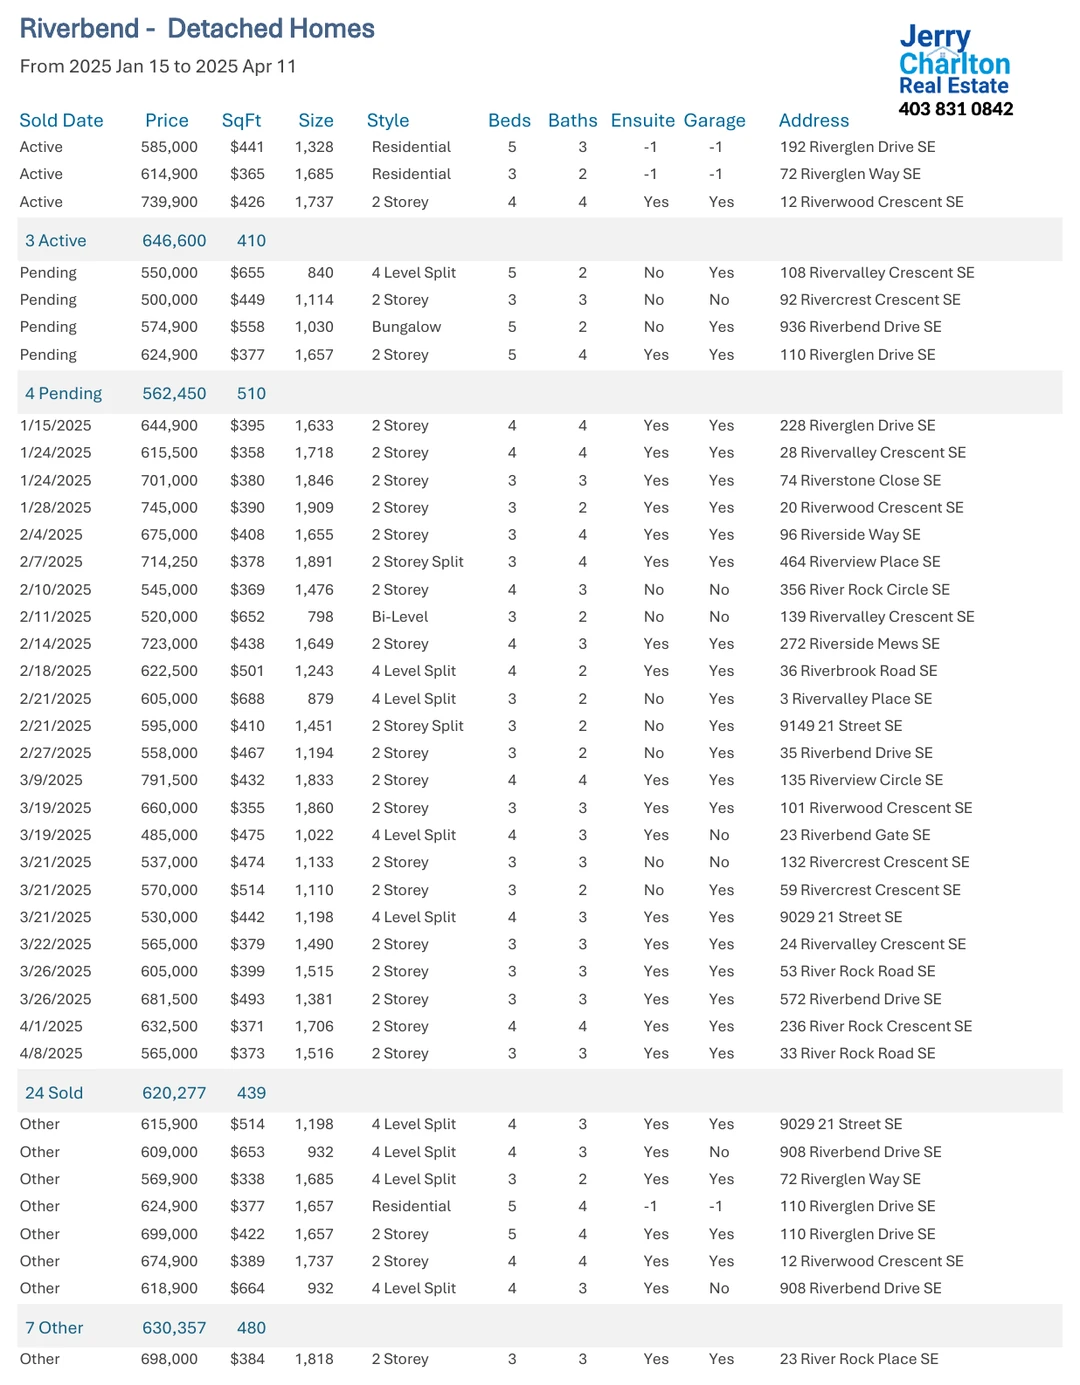 Riverbend - Detached Homes
From 2025 Jan 15 to 2025 Apr 11
Jerry
Charlton
Real Estate
403 831 0842
Sold Date Price SqFt Size Style Beds Baths Ensuite Garage Address
Active 585,000 $441 1,328 Residential 5 3 -1 -1 192 Riverglen Drive SE
Active 614,900 $365 1,685 Residential 3 2 -1 -1 72 Riverglen Way SE
Active 739,900 $426 1,737 2 Storey 4 4 Yes Yes 12 Riverwood Crescent SE
3 Active 646,600 410
Pending 550,000 $655 840 4 Level Split 5 2 No Yes 108 Rivervalley Crescent SE
Pending 500,000 $449 1,114 2 Storey 3 3 No No 92 Rivercrest Crescent SE
Pending 574,900 $558 1,030 Bungalow 5 2 No Yes 936 Riverbend Drive SE
Pending 624,900 $377 1,657 2 Storey 5 4 Yes Yes 110 Riverglen Drive SE
4 Pending 562,450 510
1/15/2025 644,900 $395 1,633 2 Storey 4 4 Yes Yes 228 Riverglen Drive SE
1/24/2025 615,500 $358 1,718 2 Storey 4 4 Yes Yes 28 Rivervalley Crescent SE
1/24/2025 701,000 $380 1,846 2 Storey 3 3 Yes Yes 74 Riverstone Close SE
1/28/2025 745,000 $390 1,909 2 Storey 3 2 Yes Yes 20 Riverwood Crescent SE
2/4/2025 675,000 $408 1,655 2 Storey 3 4 Yes Yes 96 Riverside Way SE
2/7/2025 714,250 $378 1,891 2 Storey Split 3 4 Yes Yes 464 Riverview Place SE
2/10/2025 545,000 $369 1,476 2 Storey 4 3 No No 356 River Rock Circle SE
2/11/2025 520,000 $652 798 Bi-Level 3 2 No No 139 Rivervalley Crescent SE
2/14/2025 723,000 $438 1,649 2 Storey 4 3 Yes Yes 272 Riverside Mews SE
2/18/2025 622,500 $501 1,243 4 Level Split 4 2 Yes Yes 36 Riverbrook Road SE
2/21/2025 605,000 $688 879 4 Level Split 3 2 No Yes 3 Rivervalley Place SE
2/21/2025 595,000 $410 1,451 2 Storey Split 3 2 No Yes 9149 21 Street SE
2/27/2025 558,000 $467 1,194 2 Storey 3 2 No Yes 35 Riverbend Drive SE
3/9/2025 791,500 $432 1,833 2 Storey 4 4 Yes Yes 135 Riverview Circle SE
3/19/2025 660,000 $355 1,860 2 Storey 3 3 Yes Yes 101 Riverwood Crescent SE
3/19/2025 485,000 $475 1,022 4 Level Split 4 3 Yes No 23 Riverbend Gate SE
3/21/2025 537,000 $474 1,133 2 Storey 3 3 No No 132 Rivercrest Crescent SE
3/21/2025 570,000 $514 1,110 2 Storey 3 2 No Yes 59 Rivercrest Crescent SE
3/21/2025 530,000 $442 1,198 4 Level Split 4 3 Yes Yes 9029 21 Street SE
3/22/2025 565,000 $379 1,490 2 Storey 3 3 Yes Yes 24 Rivervalley Crescent SE
3/26/2025 605,000 $399 1,515 2 Storey 3 3 Yes Yes 53 River Rock Road SE
3/26/2025 681,500 $493 1,381 2 Storey 3 3 Yes Yes 572 Riverbend Drive SE
4/1/2025 632,500 $371 1,706 2 Storey 4 4 Yes Yes 236 River Rock Crescent SE
4/8/2025 565,000 $373 1,516 2 Storey 3 3 Yes Yes 33 River Rock Road SE
24 Sold 620,277 439
Other 615,900 $514 1,198 4 Level Split 4 3 Yes Yes 9029 21 Street SE
Other 609,000 $653 932 4 Level Split 4 3 Yes No 908 Riverbend Drive SE
Other 569,900 $338 1,685 4 Level Split 3 2 Yes Yes 72 Riverglen Way SE
Other 624,900 $377 1,657 Residential 5 4 -1 -1 110 Riverglen Drive SE
Other 699,000 $422 1,657 2 Storey 5 4 Yes Yes 110 Riverglen Drive SE
Other 674,900 $389 1,737 2 Storey 4 4 Yes Yes 12 Riverwood Crescent SE
Other 618,900 $664 932 4 Level Split 4 3 Yes No 908 Riverbend Drive SE
7 Other 630,357 480
Other 698,000 $384 1,818 2 Storey 3 3 Yes Yes 23 River Rock Place SE